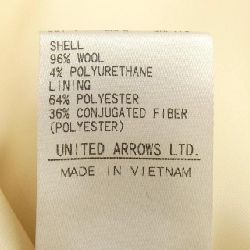 SHELL
96% WOOL
4% POLYURETHANE
LINING
64% POLYESTER
36% CONJUGATED FIBER
(POLYESTER)
UNITED ARROWS LTD.
MADE IN VIETNAM